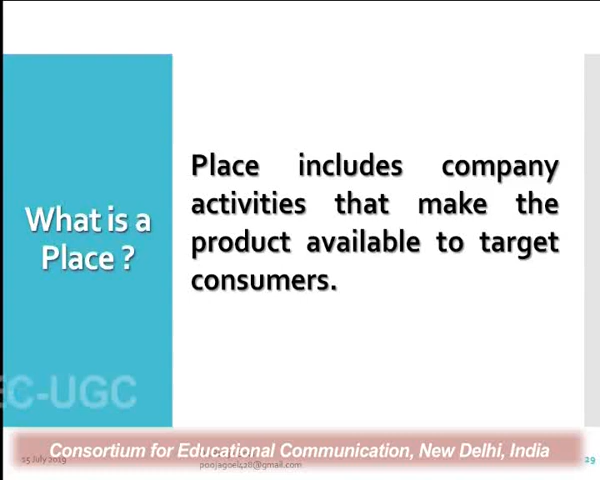 What is a
Place ?
Place includes company
activities that make the
product available to target
consumers.
EC-UGC
Consortium for Educational Communication, New Delhi, India
15 July 2019
poojagoel428@gmail.com
29